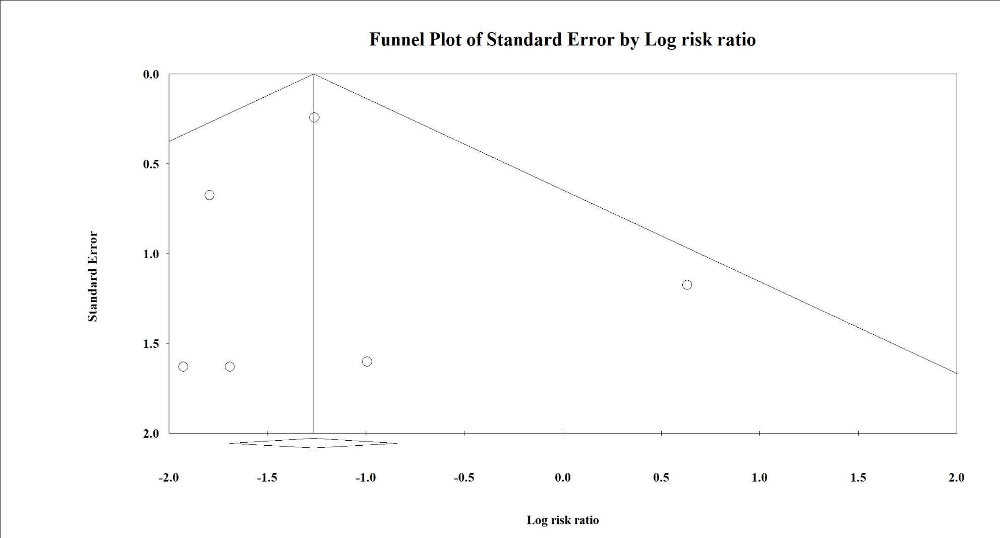 Funnel Plot of Standard Error by Log risk ratio
0.0
0.5
1.0
1.5
2.0
Standard Error
-2.0 -1.5 -1.0 -0.5 0.0 0.5 1.0 1.5 2.0
Log risk ratio